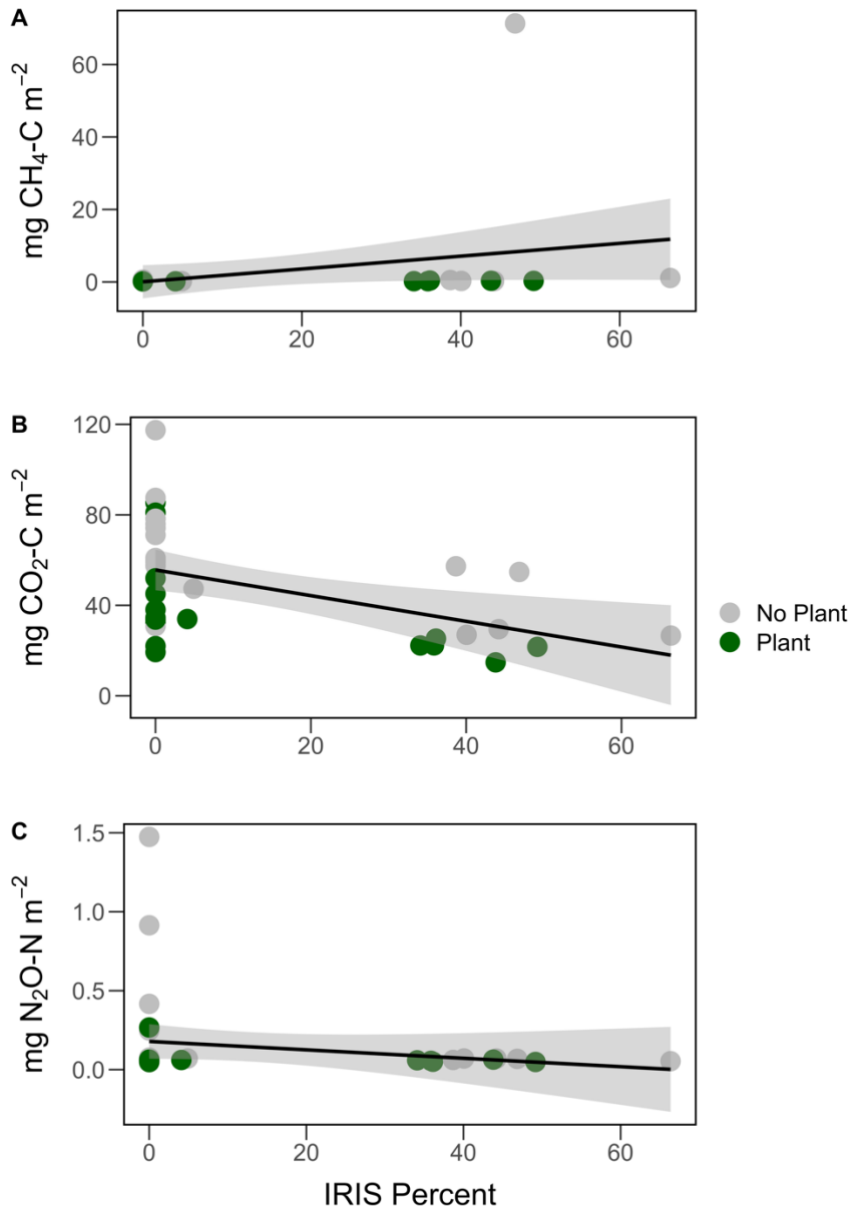 A
mg CH₄-C m⁻²
60
40
20
0
0 20 40 60
B
mg CO₂-C m⁻²
120
80
40
0
0 20 40 60
No Plant
Plant
C
mg N₂O-N m⁻²
1.5
1.0
0.5
0.0
0 20 40 60
IRIS Percent